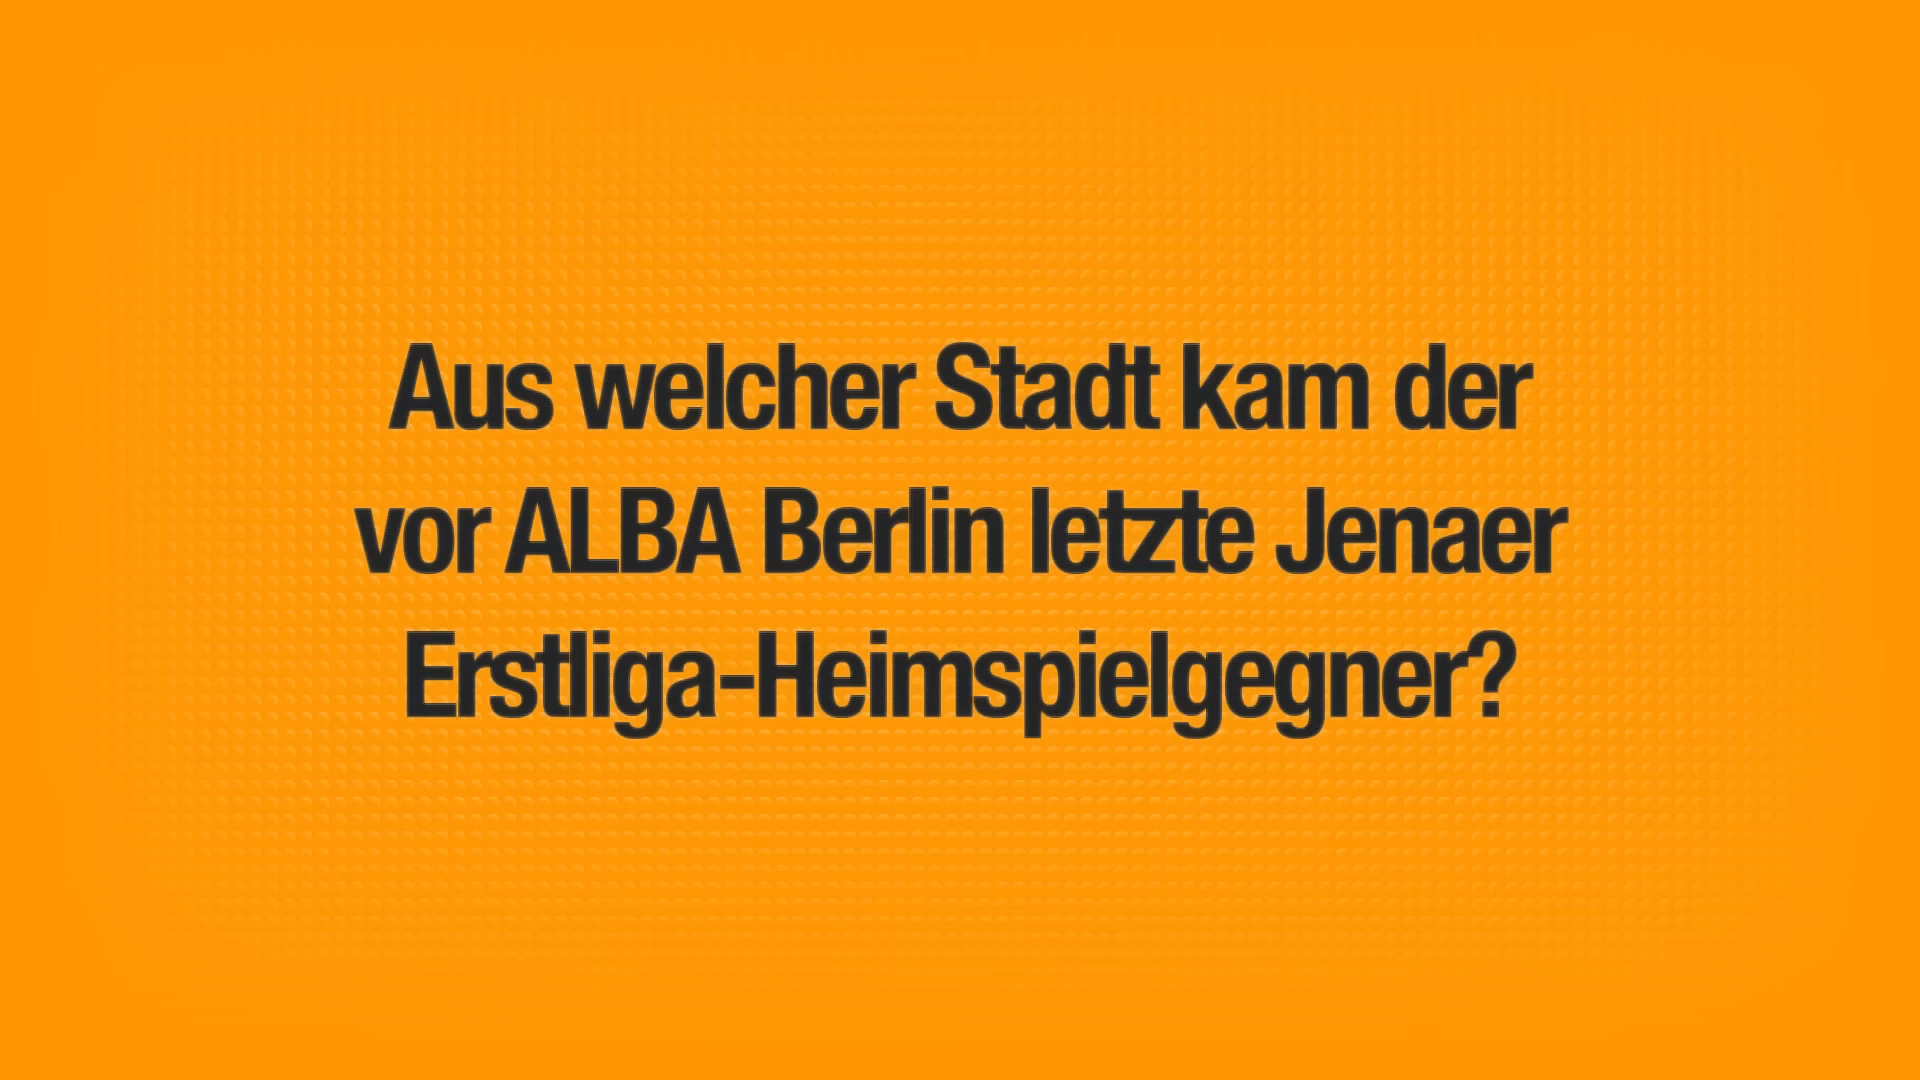 Aus welcher Stadt kam der
vor ALBA Berlin letzte Jenaer
Erstliga-Heimspielgegner?